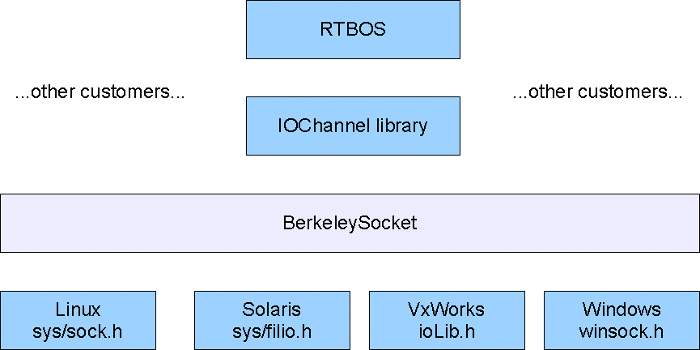 RTBOS
...other customers...
...other customers...
IOChannel library
BerkeleySocket
Linux
sys/sock.h
Solaris
sys/filio.h
VxWorks
ioLib.h
Windows
winsock.h